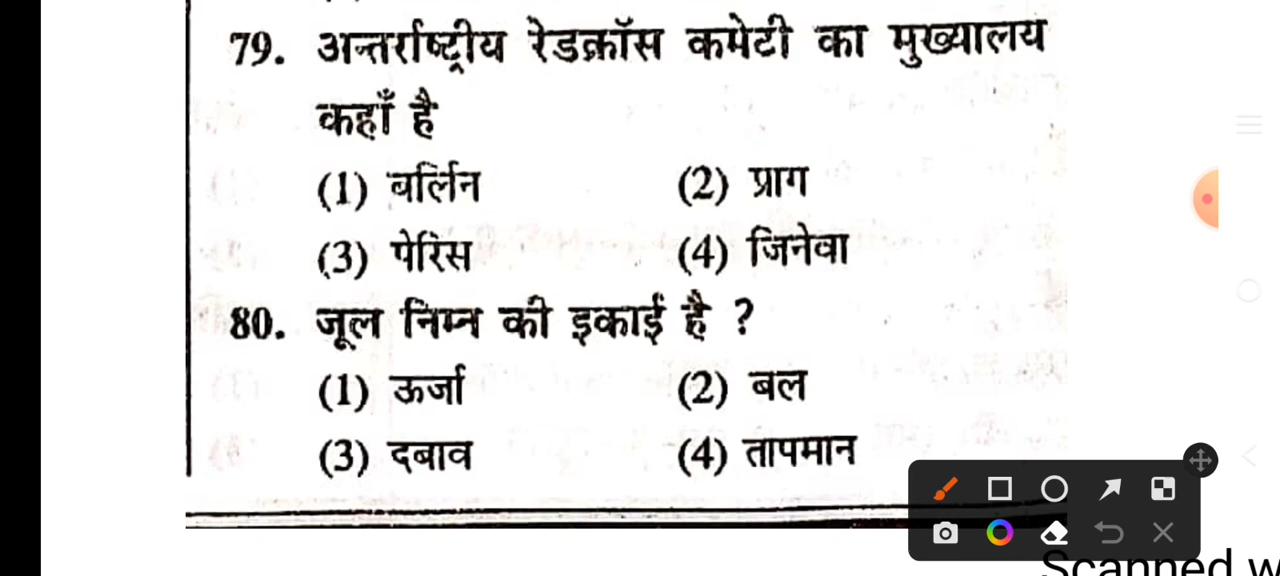 79. अन्तर्राष्ट्रीय रेडक्रॉस कमेटी का मुख्यालय
कहाँ है
(1) बर्लिन (2) प्राग
(3) पेरिस (4) जिनेवा
80. जूल निम्न की इकाई है ?
(1) ऊर्जा (2) बल
(3) दबाव (4) तापमान
Scanned w